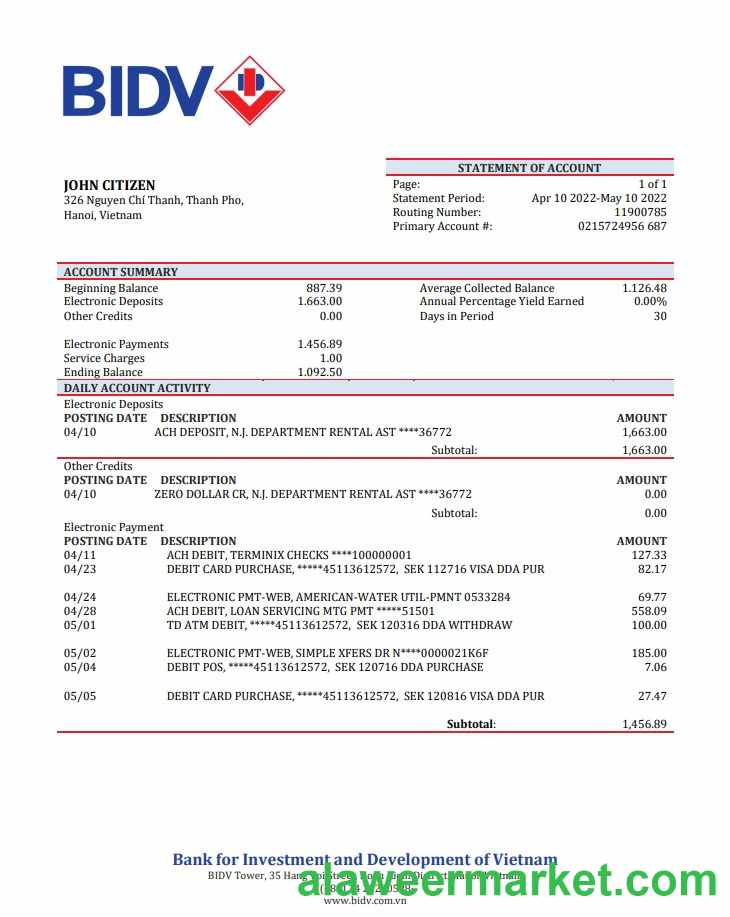 BIDV
STATEMENT OF ACCOUNT
JOHN CITIZEN
326 Nguyen Chí Thanh, Thanh Pho,
Hanoi, Vietnam
Page: 1 of 1
Statement Period: Apr 10 2022-May 10 2022
Routing Number: 11900785
Primary Account #: 0215724956 687
ACCOUNT SUMMARY
Beginning Balance 887.39 Average Collected Balance 1.126.48
Electronic Deposits 1.663.00 Annual Percentage Yield Earned 0.00%
Other Credits 0.00 Days in Period 30
Electronic Payments 1.456.89
Service Charges 1.00
Ending Balance 1.092.50
DAILY ACCOUNT ACTIVITY
Electronic Deposits
POSTING DATE DESCRIPTION AMOUNT
04/10 ACH DEPOSIT, N.J. DEPARTMENT RENTAL AST ****36772 1,663.00
Subtotal: 1,663.00
Other Credits
POSTING DATE DESCRIPTION AMOUNT
04/10 ZERO DOLLAR CR, N.J. DEPARTMENT RENTAL AST ****36772 0.00
Subtotal: 0.00
Electronic Payment
POSTING DATE DESCRIPTION AMOUNT
04/11 ACH DEBIT, TERMINIX CHECKS ****100000001 127.33
04/23 DEBIT CARD PURCHASE, *****45113612572, SEK 112716 VISA DDA PUR 82.17
04/24 ELECTRONIC PMT-WEB, AMERICAN-WATER UTIL-PMNT 0533284 69.77
04/28 ACH DEBIT, LOAN SERVICING MTG PMT *****51501 558.09
05/01 TD ATM DEBIT, *****45113612572, SEK 120316 DDA WITHDRAW 100.00
05/02 ELECTRONIC PMT-WEB, SIMPLE XFERS DR N****0000021K6F 185.00
05/04 DEBIT POS, *****45113612572, SEK 120716 DDA PURCHASE 7.06
05/05 DEBIT CARD PURCHASE, *****45113612572, SEK 120816 VISA DDA PUR 27.47
Subtotal: 1,456.89
Bank for Investment and Development of Vietnam
BIDV Tower, 35 Hang
alaweermarket.com
www.bidv.com.vn